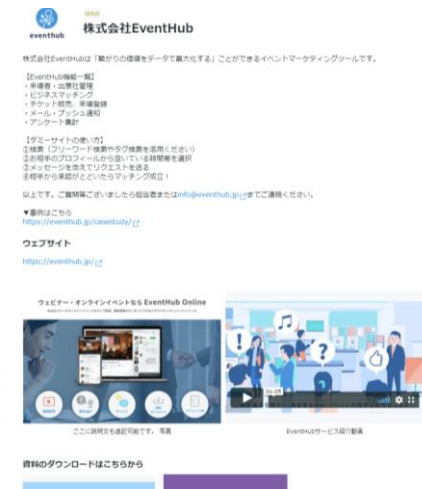 株式会社EventHub
eventhub
株式会社EventHubは「繋がりの価値をデータで最大化する」ことができるイベントマーケティングツールです。
【EventHub機能一覧】
・来場者・出展社管理
・ビジネスマッチング
・チケット販売、来場登録
・メール・プッシュ通知
・アンケート集計
【ダミーサイトの使い方】
①検索（フリーワード検索やタグ検索を活用ください）
②お相手のプロフィールから空いている時間帯を選択
③メッセージを添えてリクエストを送る
④相手から承認がとどいたらマッチング成立！
以上です。ご質問等ございましたら担当者またはinfo@eventhub.jpまでご連絡ください。
▼事例はこちら
https://eventhub.jp/casestudy/
ウェブサイト
https://eventhub.jp/
ウェビナー・オンラインイベントなら EventHub Online
ここに説明文も追記可能です。 写真
EventHubサービス紹介動画
資料のダウンロードはこちらから